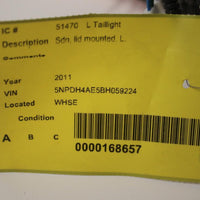 IC # 51470 L Taillight
Description Sdn, lid mounted, L.
Comments
Year 2011
VIN 5NPDH4AE5BH059224
Located WHSE
Condition
A B C
0000168657